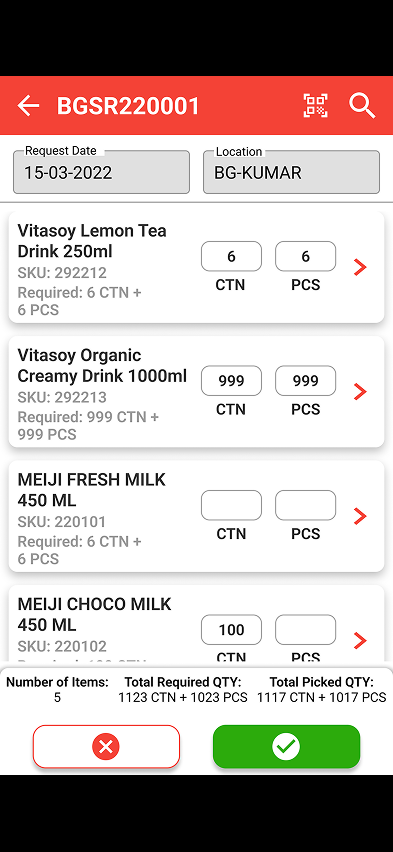 BGSR220001
Request Date
15-03-2022
Location
BG-KUMAR
Vitasoy Lemon Tea
Drink 250ml
SKU: 292212
Required: 6 CTN +
6 PCS
6
CTN
6
PCS
Vitasoy Organic
Creamy Drink 1000ml
SKU: 292213
Required: 999 CTN +
999 PCS
999
CTN
999
PCS
MEIJI FRESH MILK
450 ML
SKU: 220101
Required: 6 CTN +
6 PCS
CTN
PCS
MEIJI CHOCO MILK
450 ML
SKU: 220102
100
CTN
PCS
Number of Items:
5
Total Required QTY:
1123 CTN + 1023 PCS
Total Picked QTY:
1117 CTN + 1017 PCS